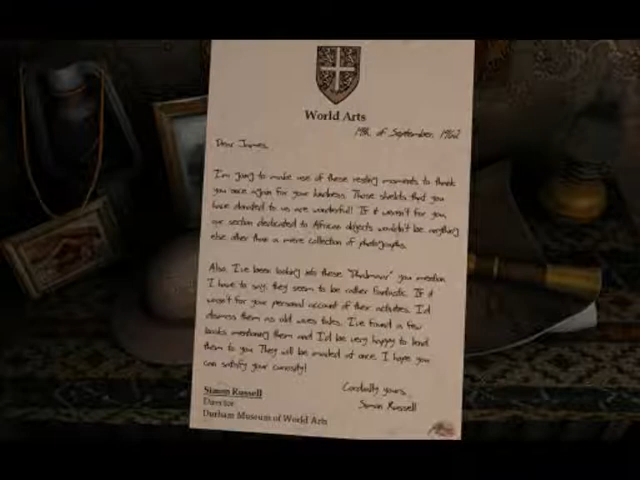 World Arts
of September, 1962
Dear James,
I'm going to make use of these resting moments to thank
you once again for your kindness. Those shields that you
have donated to us are wonderful! If it weren't for you,
our section dedicated to African objects wouldn't be anything
else other than a mere collection of photographs.
Also, I've been looking into these you mention
I have to say, they seem to be rather fantastic. If it
wasn't for your personal account of their activities, I'd
dismiss them as old wives tales. I've found a few
books mentioning them and I'd be very happy to lend
them to you. They will be mailed at once. I hope you
can satisfy your curiosity!
Cordially yours,
Simon Russell
Simon Russell
Director
Durham Museum of World Arts